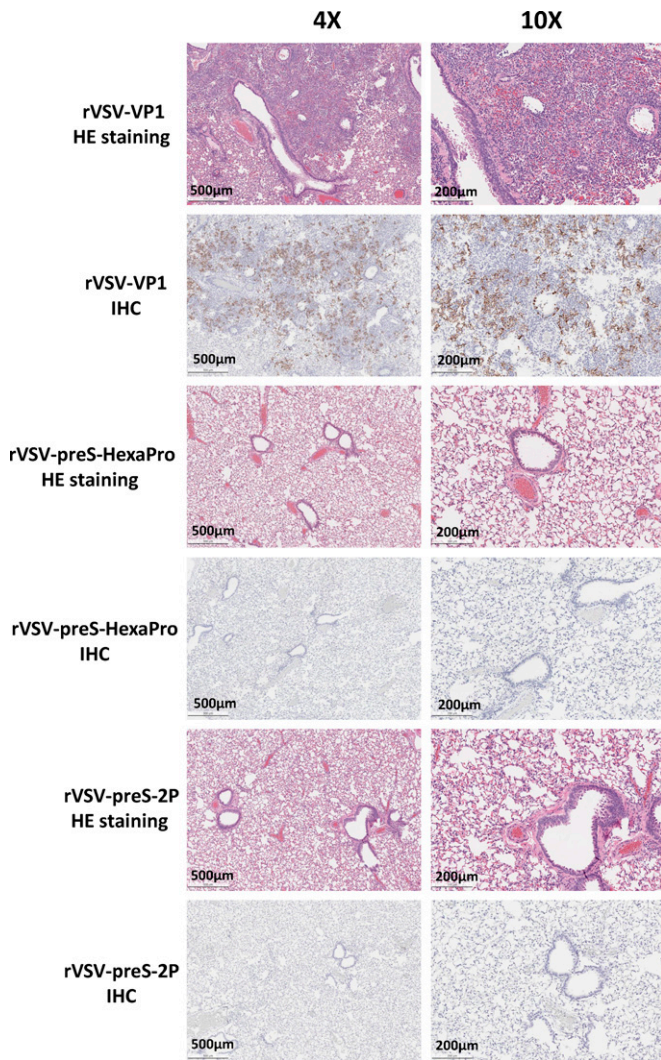 4X 10X
rVSV-VP1
HE staining
500μm 200μm
rVSV-VP1
IHC
500μm 200μm
rVSV-preS-HexaPro
HE staining
500μm 200μm
rVSV-preS-HexaPro
IHC
500μm 200μm
rVSV-preS-2P
HE staining
500μm 200μm
rVSV-preS-2P
IHC
500μm 200μm